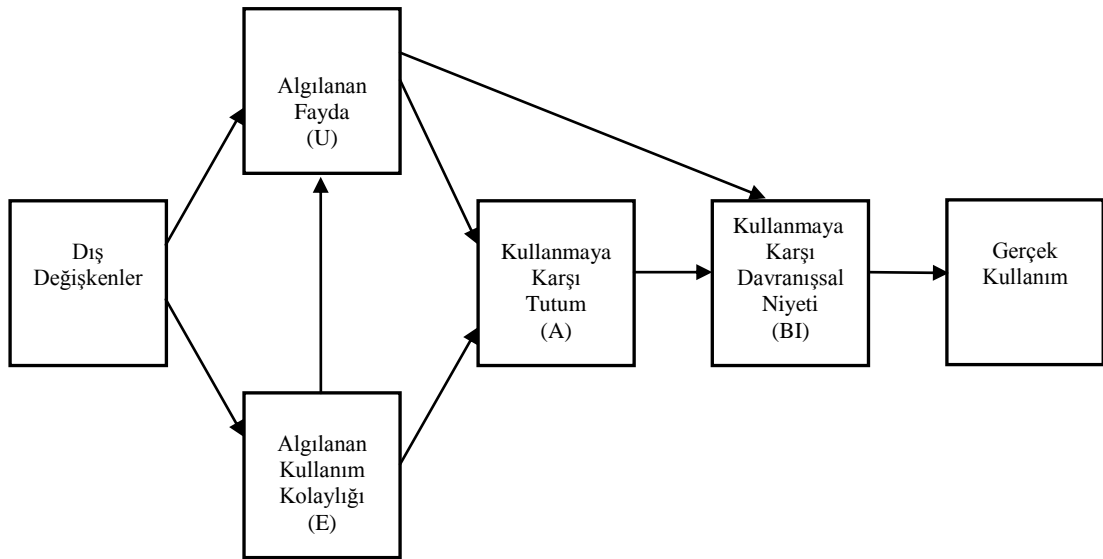 Algılanan
Fayda
(U)
Dış
Değişkenler
Kullanmaya
Karşı
Tutum
(A)
Kullanmaya
Karşı
Davranışsal
Niyeti
(BI)
Gerçek
Kullanım
Algılanan
Kullanım
Kolaylığı
(E)